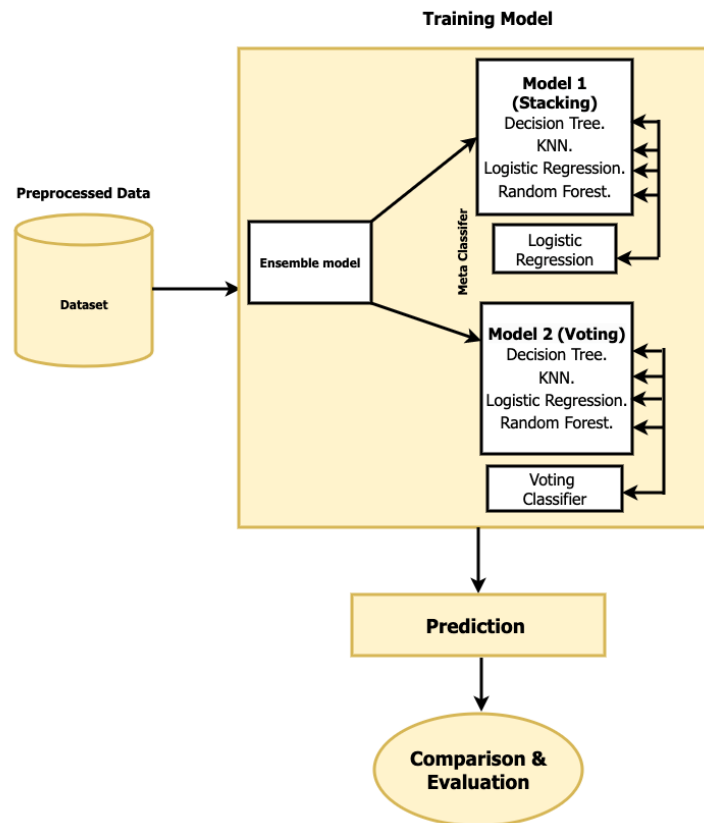 Training Model
Preprocessed Data
Dataset
Ensemble model
Meta Classifer
Model 1
(Stacking)
Decision Tree.
KNN.
Logistic Regression.
Random Forest.
Logistic
Regression
Model 2 (Voting)
Decision Tree.
KNN.
Logistic Regression.
Random Forest.
Voting
Classifier
Prediction
Comparison &
Evaluation